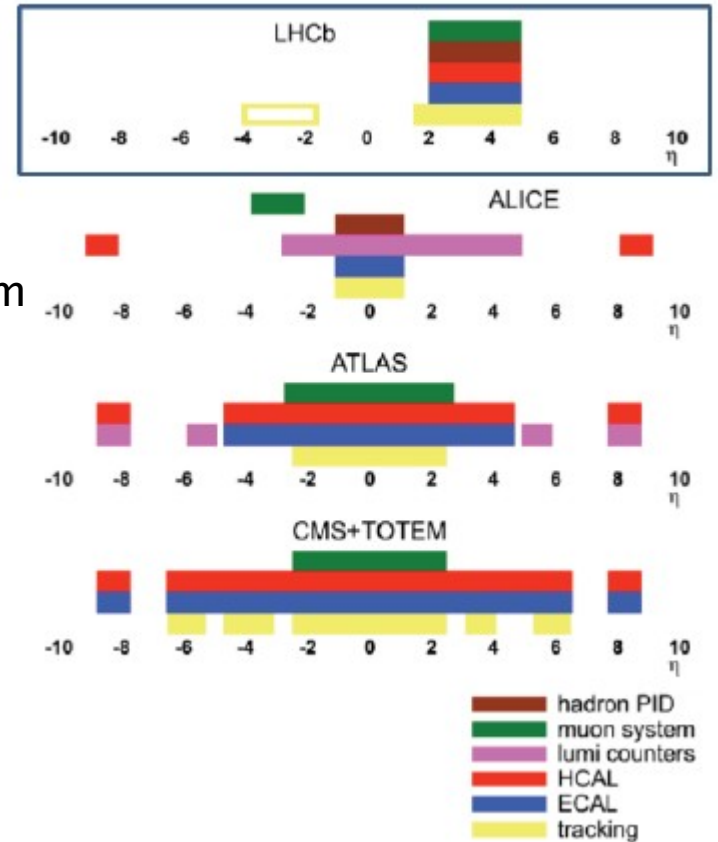 LHCb
-10 -8 -6 -4 -2 0 2 4 6 8 10
η
ALICE
m
-10 -8 -6 -4 -2 0 2 4 6 8 10
η
ATLAS
-10 -8 -6 -4 -2 0 2 4 6 8 10
η
CMS+TOTEM
-10 -8 -6 -4 -2 0 2 4 6 8 10
η
hadron PID
muon system
lumi counters
HCAL
ECAL
tracking